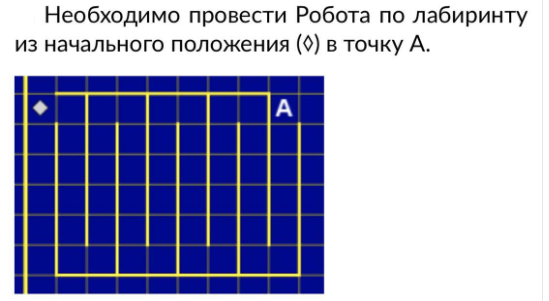 Необходимо провести Робота по лабиринту
из начального положения (◊) в точку А.
А